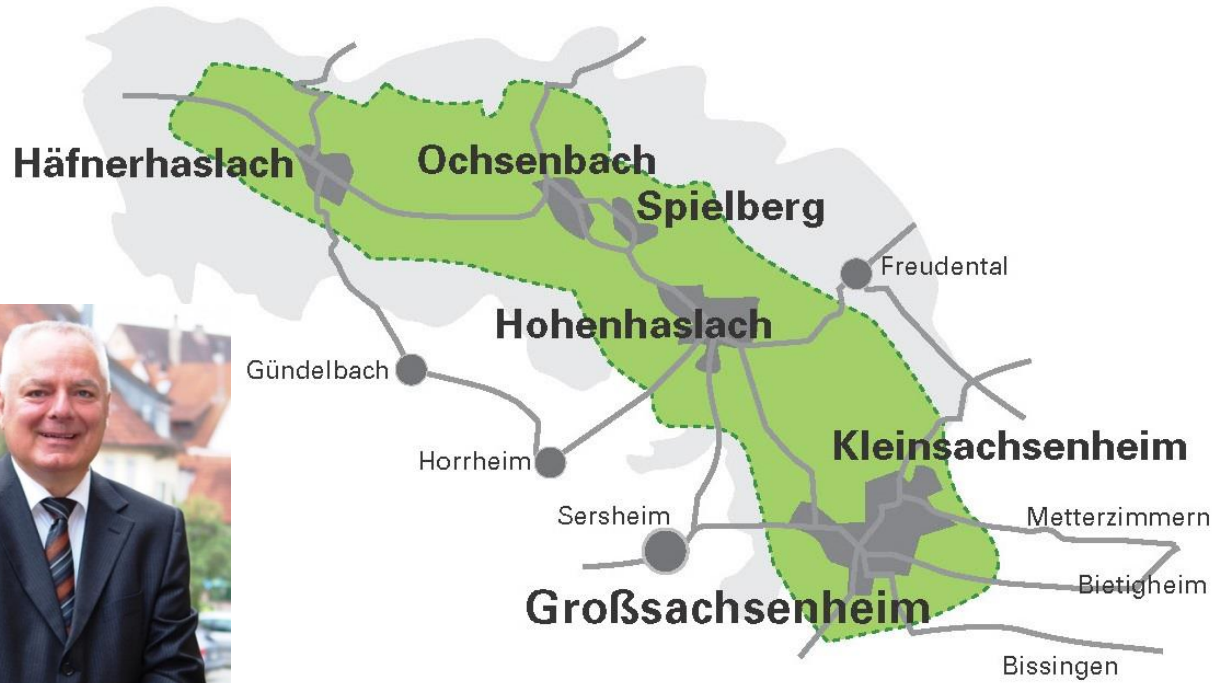 Häfnerhaslach
Ochsenbach
Spielberg
Freudental
Hohenhaslach
Gündelbach
Kleinsachsenheim
Horrheim
Sersheim
Metterzimmern
Bietigheim
Großsachsenheim
Bissingen